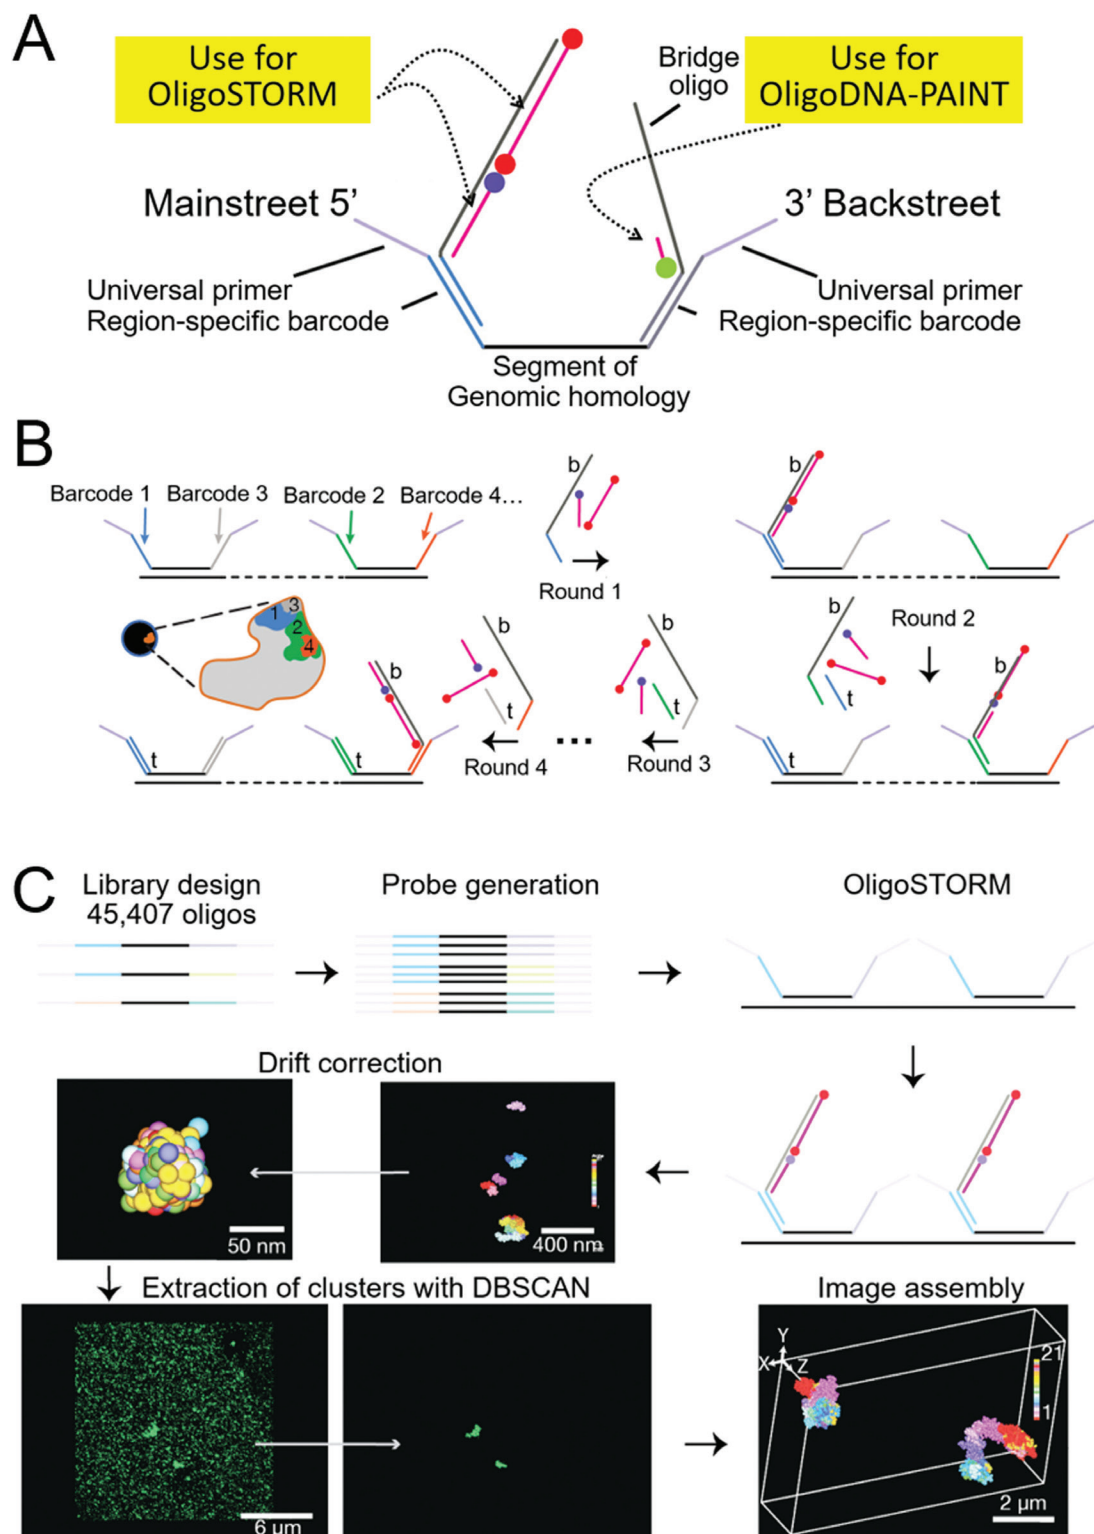 A
Use for
OligoSTORM
Bridge
oligo
Use for
OligoDNA-PAINT
Mainstreet 5’
3’ Backstreet
Universal primer
Region-specific barcode
Universal primer
Region-specific barcode
Segment of
Genomic homology
B
Barcode 1
Barcode 3
Barcode 2
Barcode 4...
b
Round 1
b
1
3
2
4
b
b
t
Round 4
...
b
t
Round 3
b
t
Round 2
b
t
t
C
Library design
45,407 oligos
Probe generation
OligoSTORM
Drift correction
50 nm
400 nm
Extraction of clusters with DBSCAN
Image assembly
6 µm
Y
X
Z
21
1
2 µm